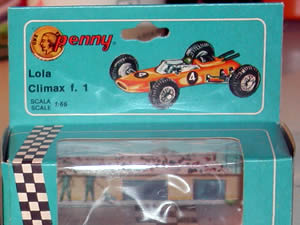 penny
Lola
Climax f. 1
SCALA
SCALE 1:66
4